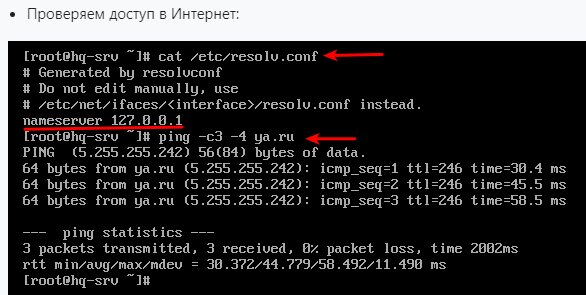 Проверяем доступ в Интернет:
[root@hq-srv ~]# cat /etc/resolv.conf
# Generated by resolvconf
# Do not edit manually, use
# /etc/net/ifaces/<interface>/resolv.conf instead.
nameserver 127.0.0.1
[root@hq-srv ~]# ping -c3 -4 ya.ru
PING  (5.255.255.242) 56(84) bytes of data.
64 bytes from ya.ru (5.255.255.242): icmp_seq=1 ttl=246 time=30.4 ms
64 bytes from ya.ru (5.255.255.242): icmp_seq=2 ttl=246 time=45.5 ms
64 bytes from ya.ru (5.255.255.242): icmp_seq=3 ttl=246 time=58.5 ms
---  ping statistics ---
3 packets transmitted, 3 received, 0% packet loss, time 2002ms
rtt min/avg/max/mdev = 30.372/44.779/58.492/11.490 ms
[root@hq-srv ~]#